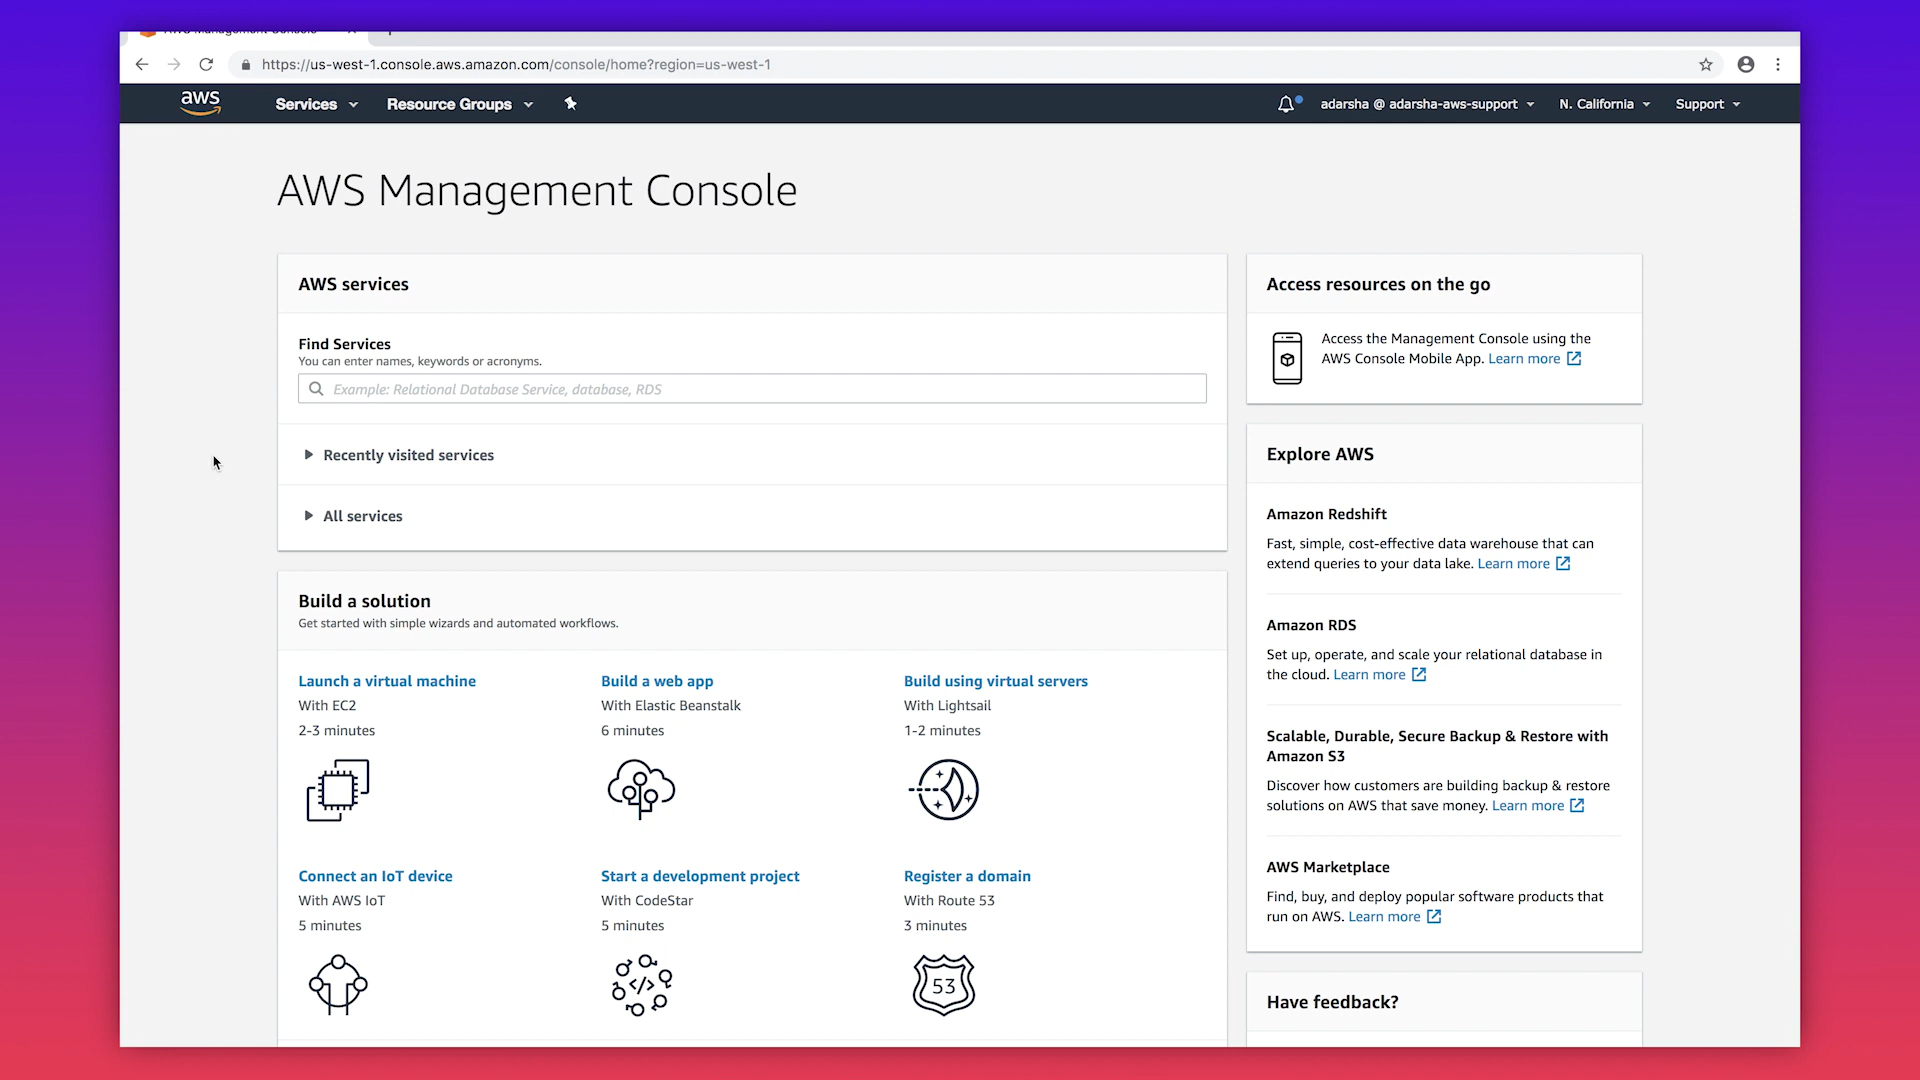 AWS Management Console
https://us-west-1.console.aws.amazon.com/console/home?region=us-west-1
aws
Services
Resource Groups
adarsha @ adarsha-aws-support
N. California
Support
AWS Management Console
AWS services
Find Services
You can enter names, keywords or acronyms.
Example: Relational Database Service, database, RDS
Recently visited services
All services
Build a solution
Get started with simple wizards and automated workflows.
Launch a virtual machine
With EC2
2-3 minutes
Build a web app
With Elastic Beanstalk
6 minutes
Build using virtual servers
With Lightsail
1-2 minutes
Connect an IoT device
With AWS IoT
5 minutes
Start a development project
With CodeStar
5 minutes
Register a domain
With Route 53
3 minutes
53
Access resources on the go
Access the Management Console using the
AWS Console Mobile App. Learn more
Explore AWS
Amazon Redshift
Fast, simple, cost-effective data warehouse that can
extend queries to your data lake. Learn more
Amazon RDS
Set up, operate, and scale your relational database in
the cloud. Learn more
Scalable, Durable, Secure Backup & Restore with
Amazon S3
Discover how customers are building backup & restore
solutions on AWS that save money. Learn more
AWS Marketplace
Find, buy, and deploy popular software products that
run on AWS. Learn more
Have feedback?